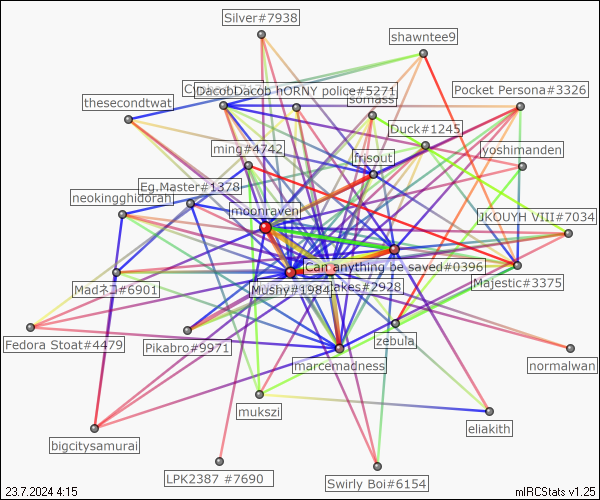 Silver#7938
shawntee9
DacobDacob hORNY police#5271
Pocket Persona#3326
thesecondtwat
somass
Duck#1245
ming#4742
frisout
yoshimanden
Eg.Master#1378
neokingghidorah
moonraven
JKOUYH VIII#7034
Can anything be saved#0396
Madネコ#6901
Mushy#1984
akes#2928
Majestic#3375
Fedora Stoat#4479
Pikabro#9971
zebula
marcemadness
normalwan
mukszi
eliakith
bigcitysamurai
LPK2387 #7690
Swirly Boi#6154
23.7.2024 4:15
mIRCStats v1.25